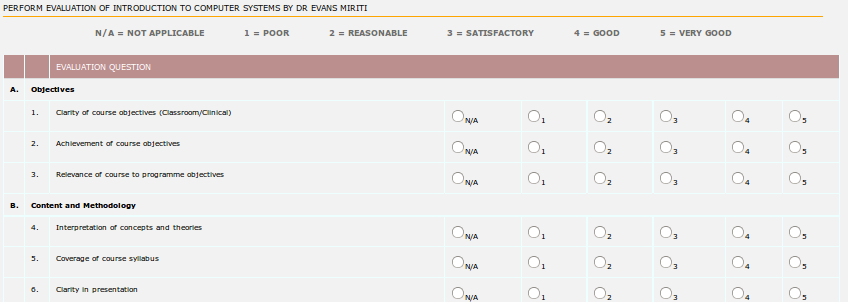 PERFORM EVALUATION OF INTRODUCTION TO COMPUTER SYSTEMS BY DR EVANS MIRITI
N/A = NOT APPLICABLE 1 = POOR 2 = REASONABLE 3 = SATISFACTORY 4 = GOOD 5 = VERY GOOD
EVALUATION QUESTION
A. Objectives
1. Clarity of course objectives (Classroom/Clinical) N/A 1 2 3 4 5
2. Achievement of course objectives N/A 1 2 3 4 5
3. Relevance of course to programme objectives N/A 1 2 3 4 5
B. Content and Methodology
4. Interpretation of concepts and theories N/A 1 2 3 4 5
5. Coverage of course syllabus N/A 1 2 3 4 5
6. Clarity in presentation N/A 1 2 3 4 5